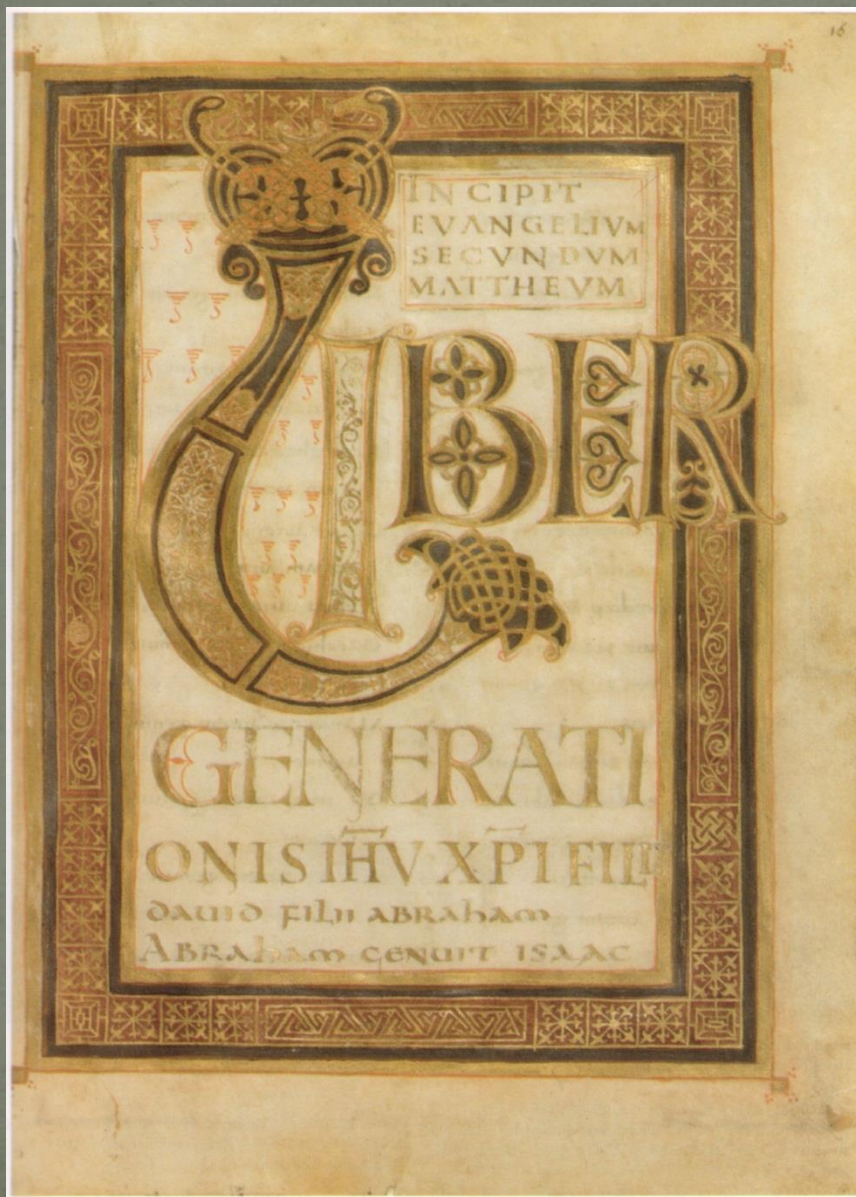 16
INCIPIT
EVANGELIVM
SECVNDVM
MATTHEVM
LIBER
GENERATI
ONIS IHV XPI FILII
DAUID FILII ABRAHAM
ABRAHAM GENUIT ISAAC